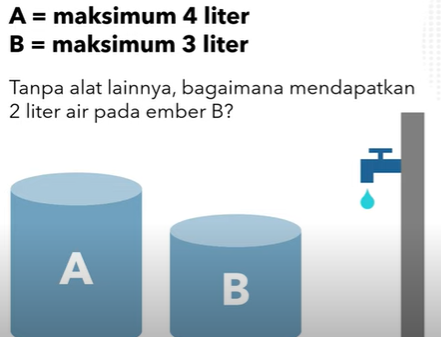 A = maksimum 4 liter
B = maksimum 3 liter
Tanpa alat lainnya, bagaimana mendapatkan
2 liter air pada ember B?
A
B